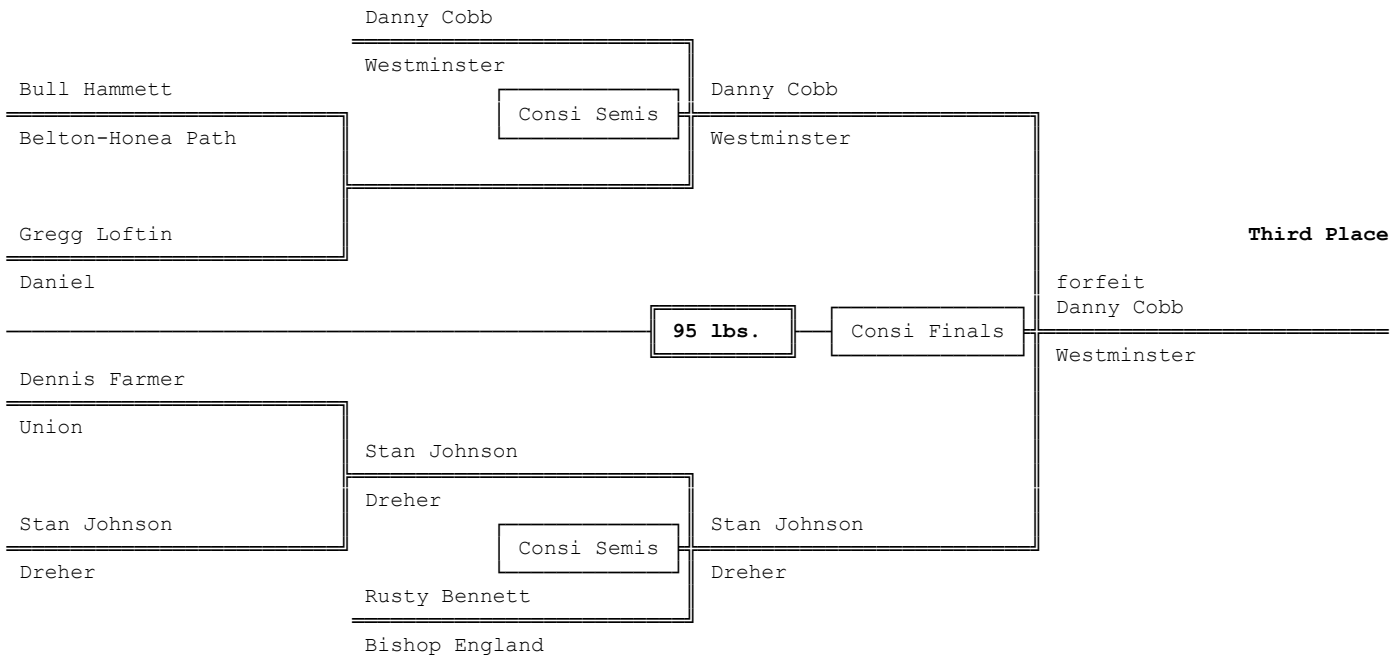 Danny Cobb
Westminster
Bull Hammett
Consi Semis
Danny Cobb
Belton-Honea Path
Westminster
Gregg Loftin
Third Place
Daniel
forfeit
Danny Cobb
95 lbs.
Consi Finals
Westminster
Dennis Farmer
Union
Stan Johnson
Dreher
Stan Johnson
Consi Semis
Stan Johnson
Dreher
Dreher
Rusty Bennett
Bishop England